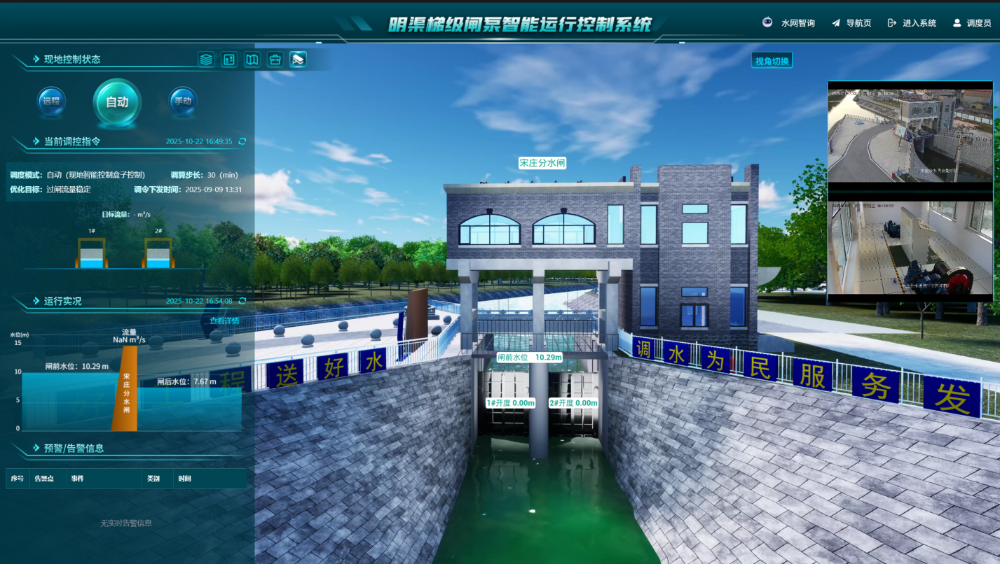 明渠梯级闸泵智能运行控制系统
水网智询
导航页
进入系统
调度员
现地控制状态
视角切换
远程
自动
手动
当前调控指令
2025-10-22 16:49:35
调度模式：自动（现地智能控制盒子控制）
调算步长：30（min）
优化目标：过闸流量稳定
调令下发时间：2025-09-09 13:31
目标流量：- m³/s
1#
2#
运行实况
2025-10-22 16:54:08
查看详情
水位(m)
15
10
5
0
流量
NaN m³/s
闸前水位：10.29 m
宋庄分水闸
闸后水位：7.67 m
预警/告警信息
序号
告警点
事件
类别
时间
无实时告警信息
宋庄分水闸
闸前水位 10.29m
1#开度 0.00m
2#开度 0.00m
程送好水
调水为民服务发